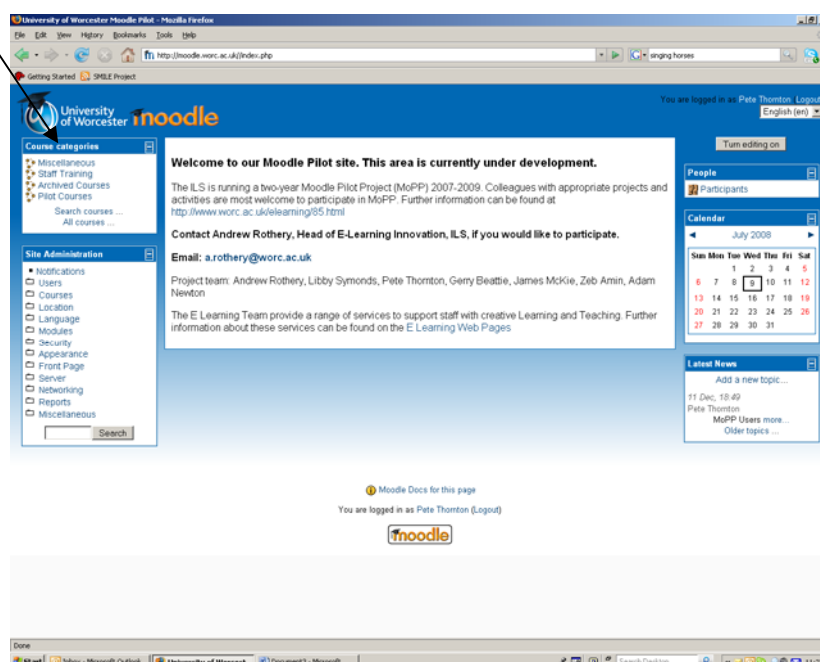 University of Worcester Moodle Pilot - Mozilla Firefox
File Edit View History Bookmarks Tools Help
http://moodle.worc.ac.uk/index.php
singing horses
Getting Started SMILE Project
University of Worcester moodle
You are logged in as Pete Thornton Logout
English (en)
Turn editing on
Course categories
Miscellaneous
Staff Training
Archived Courses
Pilot Courses
Search courses ...
All courses ...
Site Administration
Notifications
Users
Courses
Location
Language
Modules
Security
Appearance
Front Page
Server
Networking
Reports
Miscellaneous
Search
Welcome to our Moodle Pilot site. This area is currently under development.
The ILS is running a two-year Moodle Pilot Project (MoPP) 2007-2009. Colleagues with appropriate projects and
activities are most welcome to participate in MoPP. Further information can be found at
http://www.worc.ac.uk/elearning/85.html
Contact Andrew Rothery, Head of E-Learning Innovation, ILS, if you would like to participate.
Email: a.rothery@worc.ac.uk
Project team: Andrew Rothery, Libby Symonds, Pete Thornton, Gerry Beattie, James McKie, Zeb Amin, Adam
Newton
The E Learning Team provide a range of services to support staff with creative Learning and Teaching. Further
information about these services can be found on the E Learning Web Pages
People
Participants
Calendar
July 2008
Sun Mon Tue Wed Thu Fri Sat
1 2 3 4 5
6 7 8 9 10 11 12
13 14 15 16 17 18 19
20 21 22 23 24 25 26
27 28 29 30 31
Latest News
Add a new topic...
11 Dec, 18:49
Pete Thornton
MoPP Users more...
Older topics ...
Moodle Docs for this page
You are logged in as Pete Thornton (Logout)
moodle
Done
Start Inbox - Microsoft Outlook University of Worcest... Document2 - Microsoft ... Search Desktop